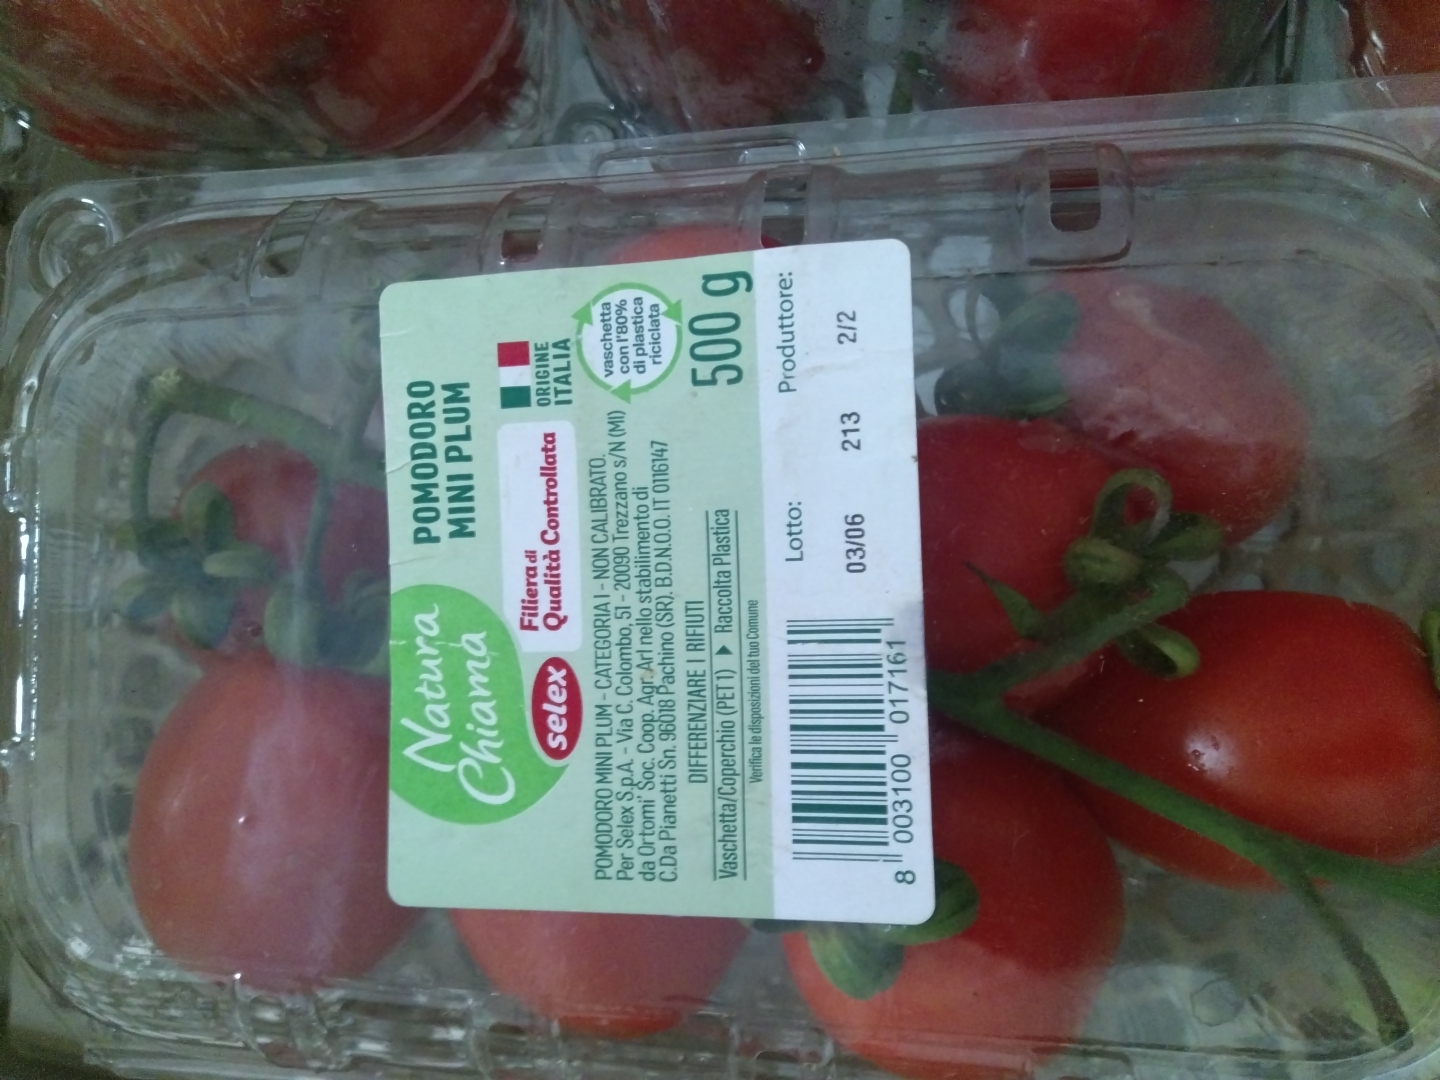 Natura
Chiama
POMODORO
MINI PLUM
selex
Filiera di
Qualità Controllata
ORIGINE
ITALIA
vaschetta
con l'80%
di plastica
riciclata
POMODORO MINI PLUM - CATEGORIA I - NON CALIBRATO.
Per Selex S.p.A. - Via C. Colombo, 51 - 20090 Trezzano s/N (MI)
da Ortomi' Soc. Coop. Agr. Arl nello stabilimento di
C.Da Pianetti Sn. 96018 Pachino (SR). B.D.N.O.O. IT 0116147
500 g
DIFFERENZIARE I RIFIUTI
Vaschetta/Coperchio (PET 1) ▶ Raccolta Plastica
Verifica le disposizioni del tuo Comune
Lotto: Produttore:
03/06 213 2/2
8 003100 017161